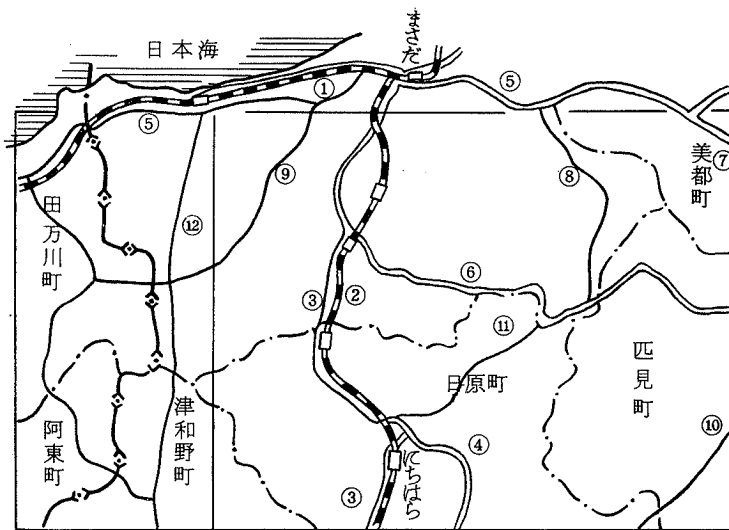 日本海
まさだ
①
⑤
⑤
美都町
⑦
⑨
⑧
田万川町
⑫
⑥
③
②
⑪
匹見町
日原町
津和野町
阿東町
④
⑩
にちはら
③